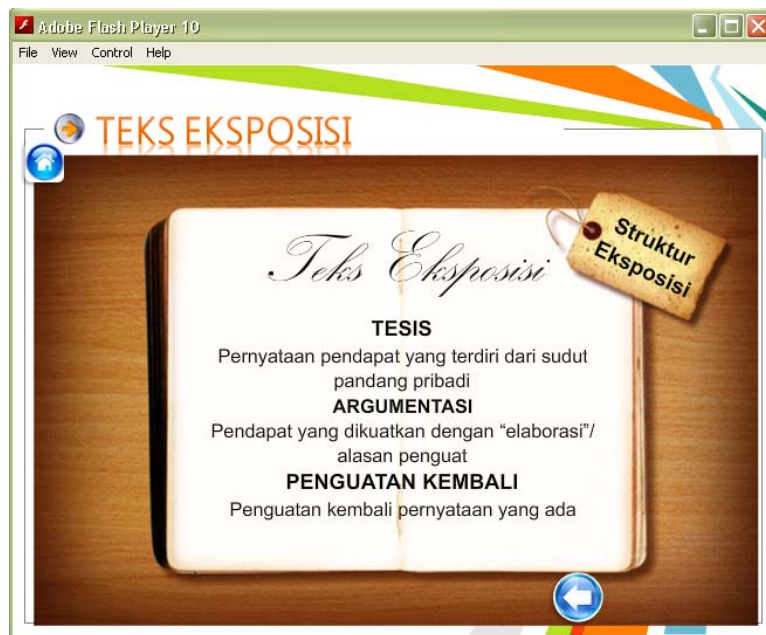 Adobe Flash Player 10
File View Control Help
TEKS EKSPOSISI
Struktur
Eksposisi
Teks Eksposisi
TESIS
Pernyataan pendapat yang terdiri dari sudut
pandang pribadi
ARGUMENTASI
Pendapat yang dikuatkan dengan “elaborasi”/
alasan penguat
PENGUATAN KEMBALI
Penguatan kembali pernyataan yang ada